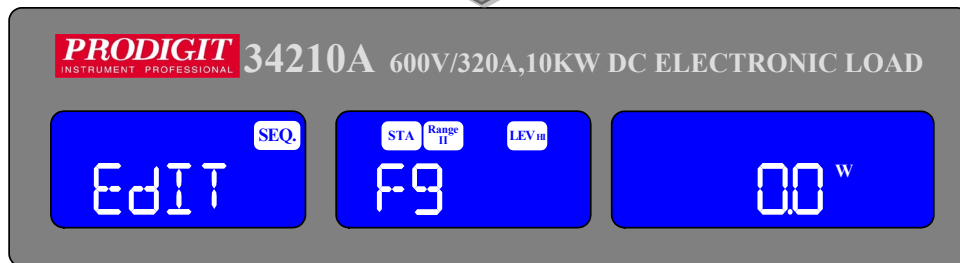 PRODIGIT
INSTRUMENT PROFESSIONAL
34210A 600V/320A,10KW DC ELECTRONIC LOAD
SEQ.
EdIT
STA Range II LEV HI
F9
0.0 W